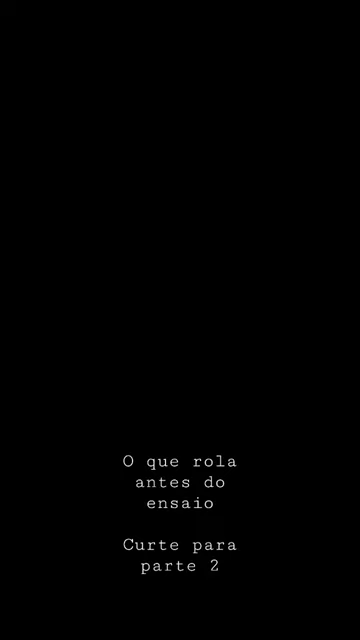 O que rola
antes do
ensaio
Curte para
parte 2